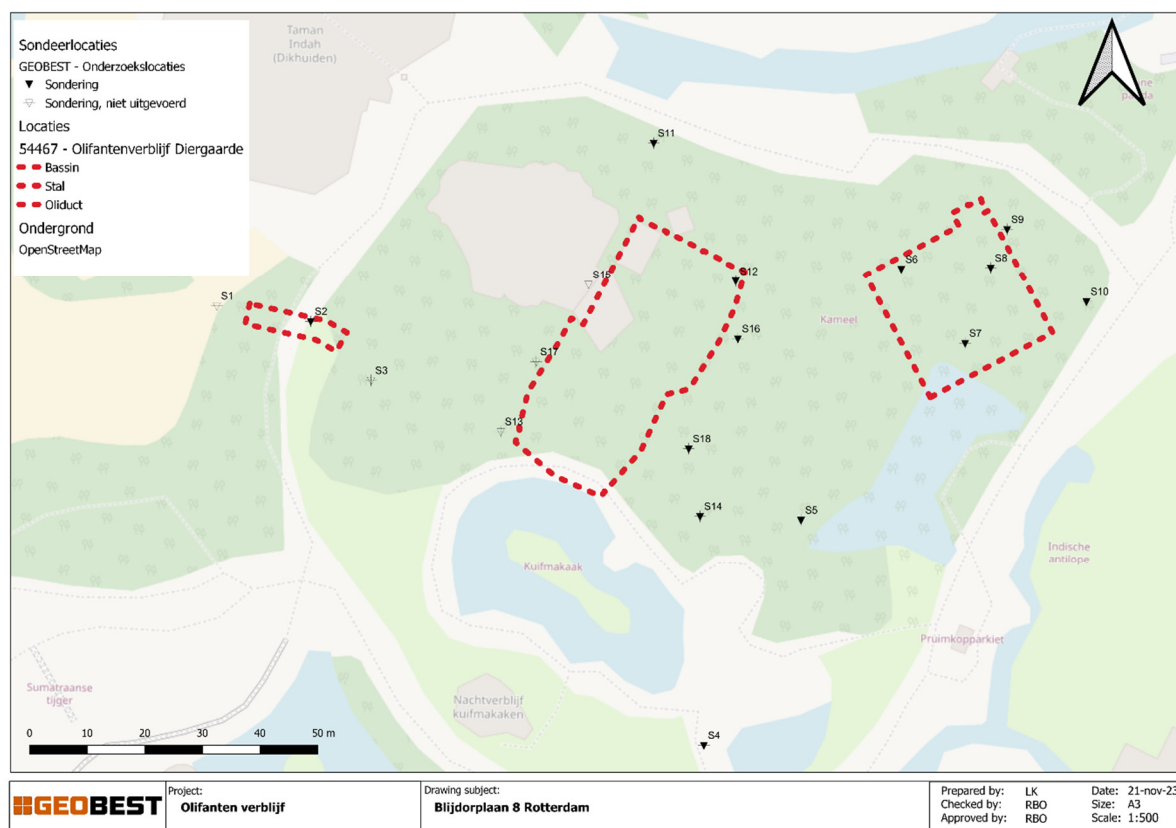 Sondeerlocaties
GEOBEST - Onderzoekslocaties
Sondering
Sondering, niet uitgevoerd
Locaties
54467 - Olifantenverblijf Diergaarde
Bassin
Stal
Oliduct
Ondergrond
OpenStreetMap
Taman
Indah
(Dikhuiden)
S11
S9
S12
S6
S8
S1
S2
S10
Kameel
S16
S7
S17
S3
S13
S18
S14
S5
Indische
antilope
Kuifmakaak
Pruimkopparkiet
Sumatraanse
tijger
Nachtverblijf
kuifmakaken
S4
0 10 20 30 40 50 m
GEOBEST
Project:
Olifanten verblijf
Drawing subject:
Blijdorplaan 8 Rotterdam
Prepared by: LK
Checked by: RBO
Approved by: RBO
Date: 21-nov-23
Size: A3
Scale: 1:500